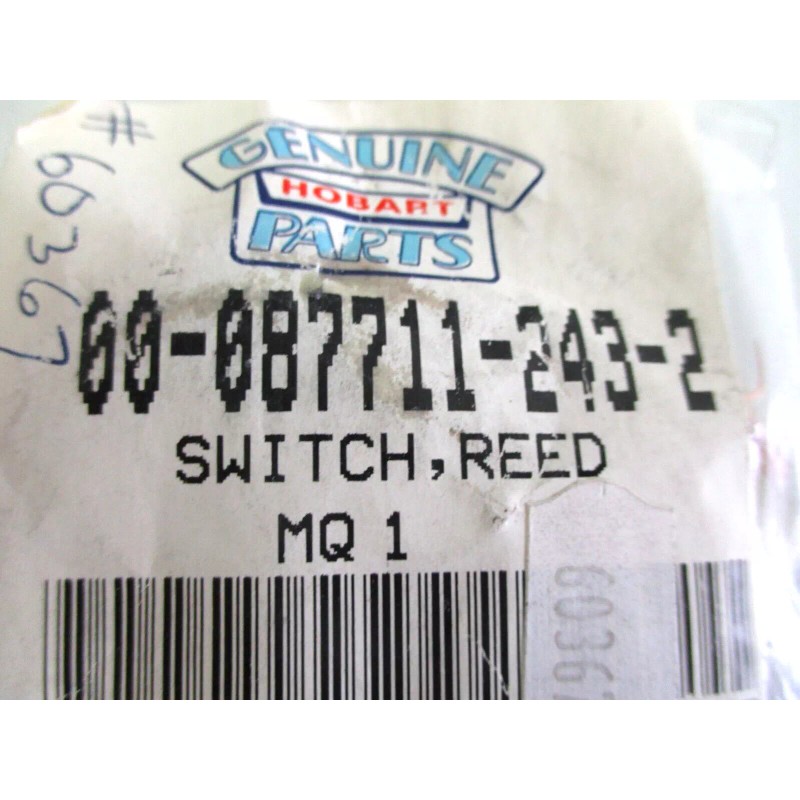 #60367
GENUINE
HOBART
PARTS
00-087711-243-2
SWITCH,REED
MQ 1
60367